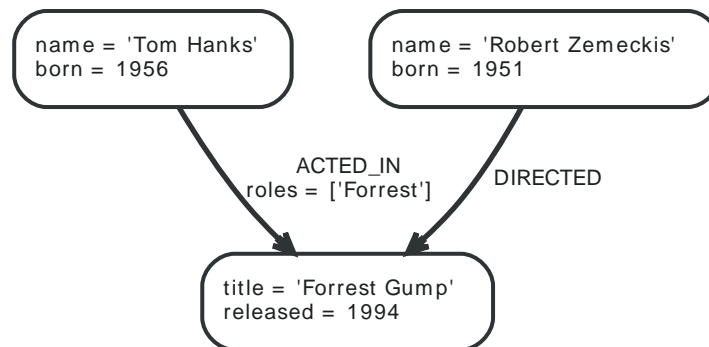 name = 'Tom Hanks'
born = 1956
name = 'Robert Zemeckis'
born = 1951
ACTED_IN
roles = ['Forrest']
DIRECTED
title = 'Forrest Gump'
released = 1994